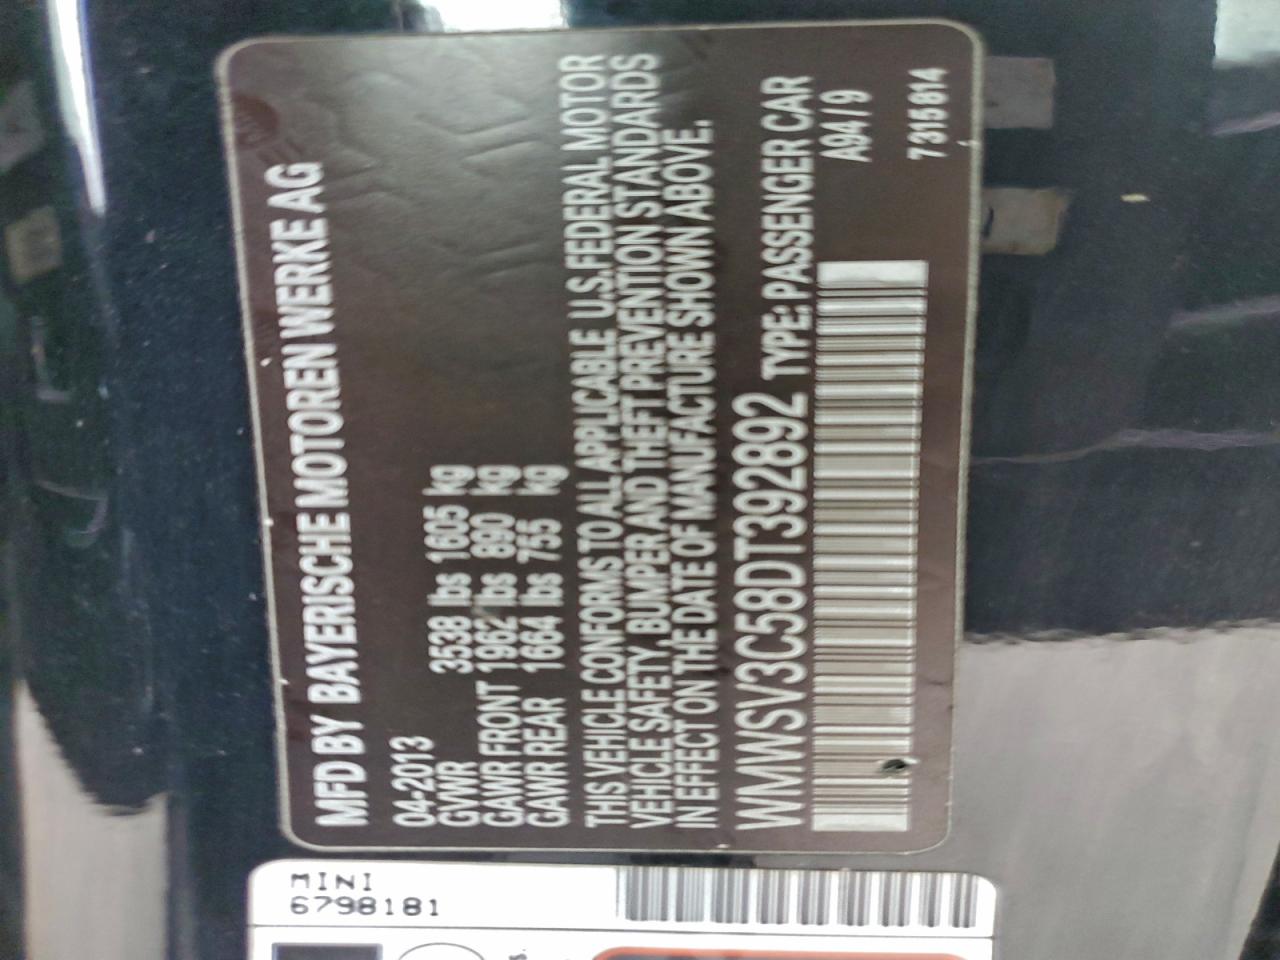 MFD BY BAYERISCHE MOTOREN WERKE AG
04-2013
GVWR 3538 lbs 1605 kg
GAWR FRONT 1962 lbs 890 kg
GAWR REAR 1664 lbs 755 kg
THIS VEHICLE CONFORMS TO ALL APPLICABLE U.S.FEDERAL MOTOR
VEHICLE SAFETY, BUMPER AND THEFT PREVENTION STANDARDS
IN EFFECT ON THE DATE OF MANUFACTURE SHOWN ABOVE.
WMWSV3C58DT392892 TYPE: PASSENGER CAR
A94/9
7315814
MINI
6798181